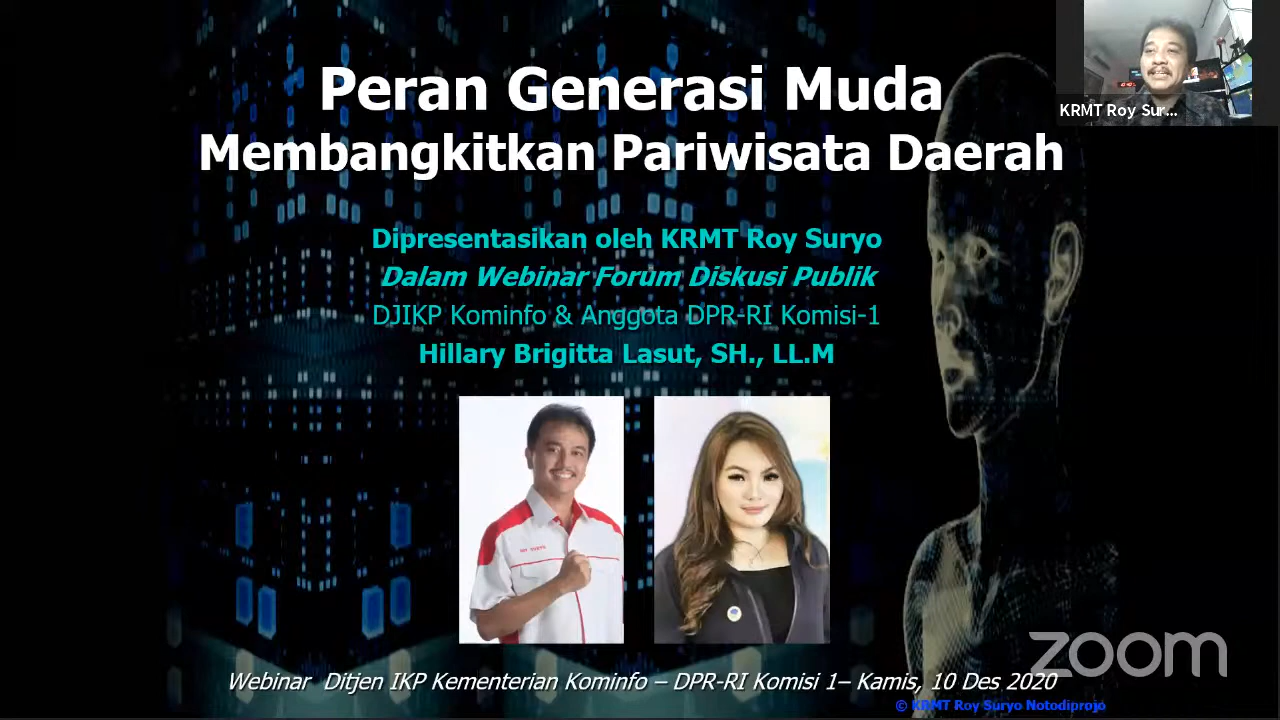 Peran Generasi Muda
Membangkitkan Pariwisata Daerah
KRMT Roy Sur...
Dipresentasikan oleh KRMT Roy Suryo
Dalam Webinar Forum Diskusi Publik
DJIKP Kominfo & Anggota DPR-RI Komisi-1
Hillary Brigitta Lasut, SH., LL.M
ROY SURYO
zoom
Webinar Ditjen IKP Kementerian Kominfo – DPR-RI Komisi 1– Kamis, 10 Des 2020
© KRMT Roy Suryo Notodiprojo